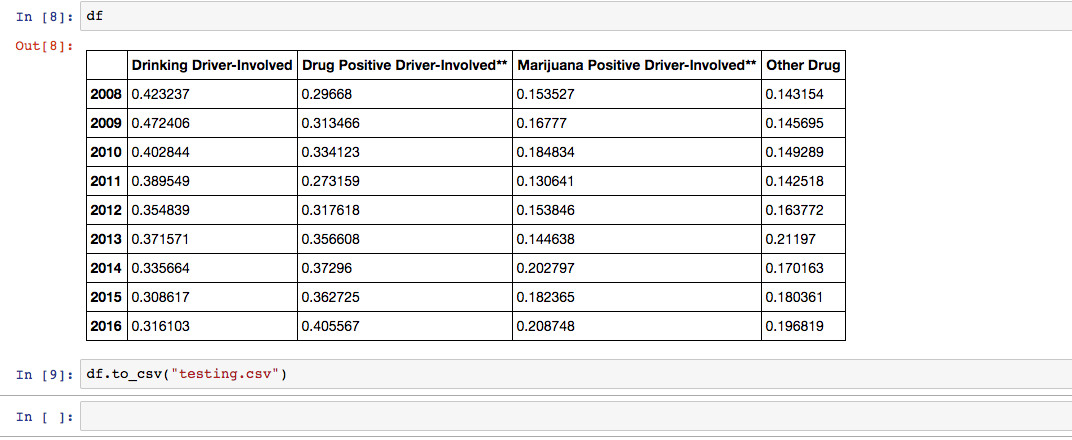 In [8]: df
Out[8]:
Drinking Driver-Involved Drug Positive Driver-Involved** Marijuana Positive Driver-Involved** Other Drug
2008 0.423237 0.29668 0.153527 0.143154
2009 0.472406 0.313466 0.16777 0.145695
2010 0.402844 0.334123 0.184834 0.149289
2011 0.389549 0.273159 0.130641 0.142518
2012 0.354839 0.317618 0.153846 0.163772
2013 0.371571 0.356608 0.144638 0.21197
2014 0.335664 0.37296 0.202797 0.170163
2015 0.308617 0.362725 0.182365 0.180361
2016 0.316103 0.405567 0.208748 0.196819
In [9]: df.to_csv("testing.csv")
In [ ]: